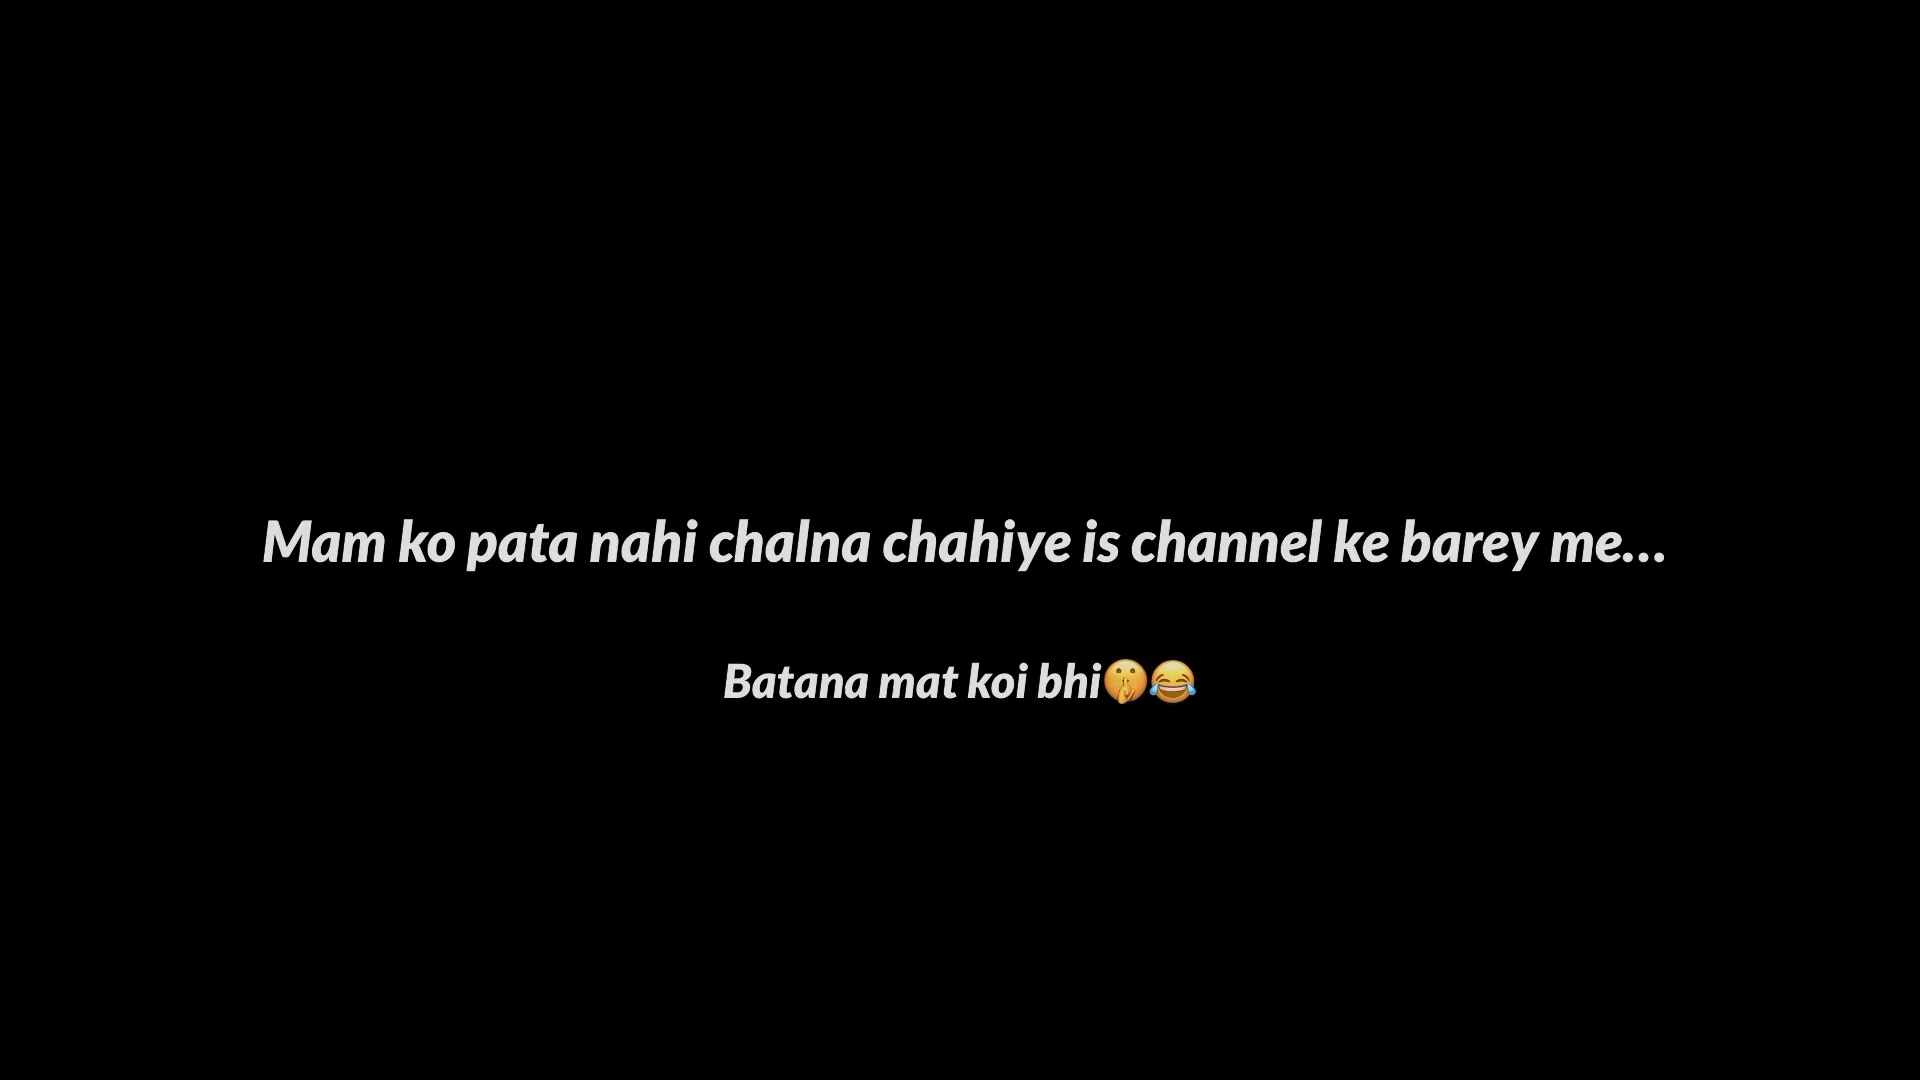 Mam ko pata nahi chalna chahiye is channel ke barey me...
Batana mat koi bhi🤫😂